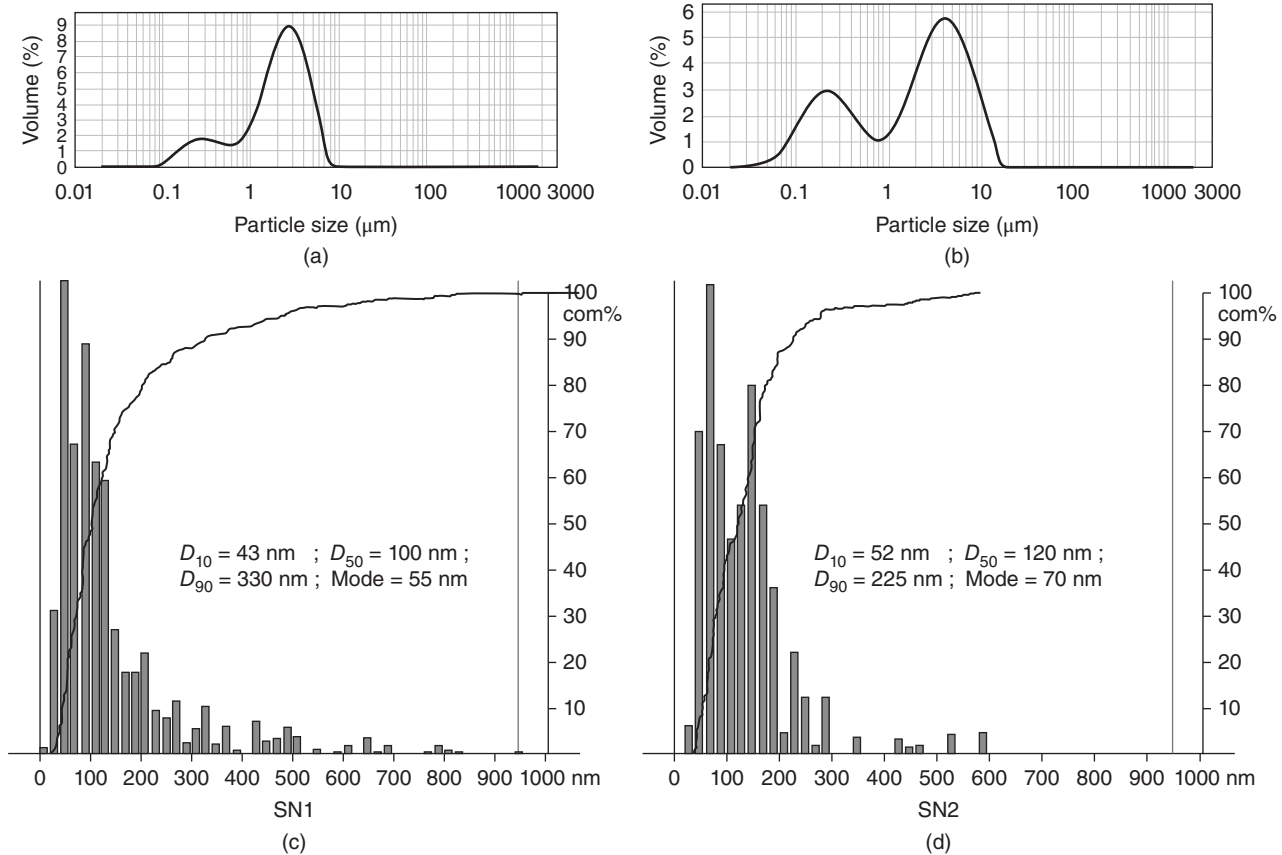 9
8
7
6
5
4
3
2
1
0
Volume (%)
0.01 0.1 1 10 100 1000 3000
Particle size (μm)
(a)
6
5
4
3
2
1
0
Volume (%)
0.01 0.1 1 10 100 1000 3000
Particle size (μm)
(b)
100
com%
90
80
70
60
50
40
30
20
10
D10 = 43 nm ; D50 = 100 nm ;
D90 = 330 nm ; Mode = 55 nm
0 100 200 300 400 500 600 700 800 900 1000 nm
SN1
(c)
100
com%
90
80
70
60
50
40
30
20
10
D10 = 52 nm ; D50 = 120 nm ;
D90 = 225 nm ; Mode = 70 nm
0 100 200 300 400 500 600 700 800 900 1000 nm
SN2
(d)